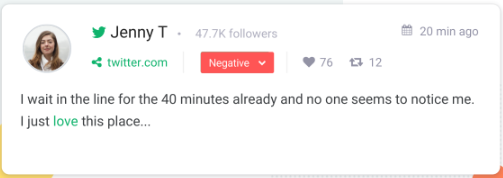 Jenny T • 47.7K followers 20 min ago
twitter.com Negative 76 12
I wait in the line for the 40 minutes already and no one seems to notice me.
I just love this place...